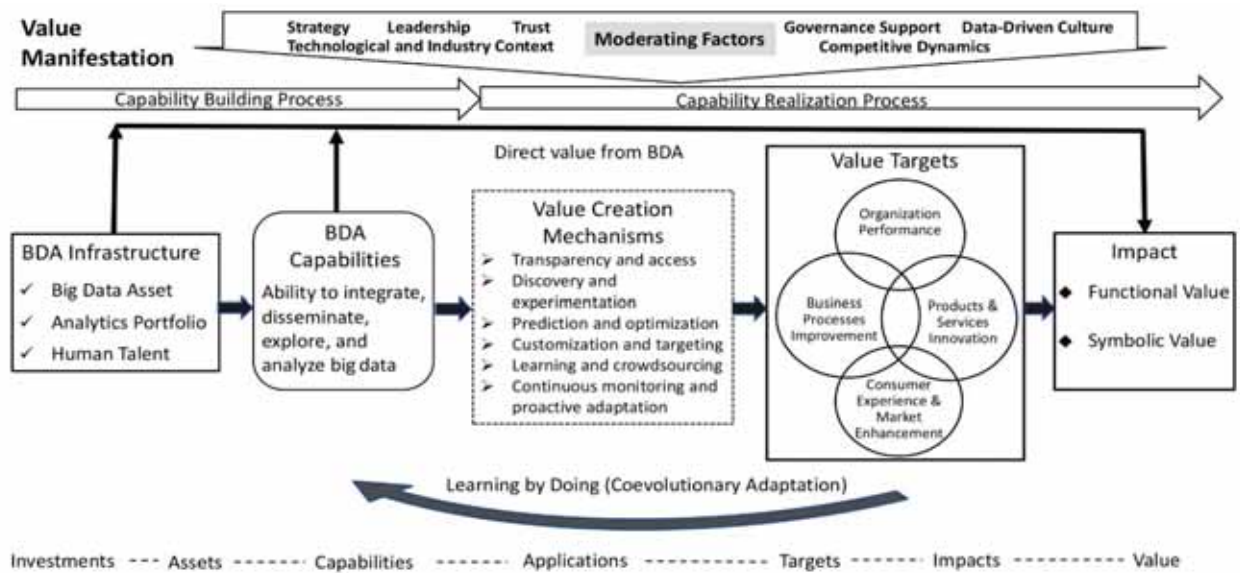 Value
Manifestation
Strategy Leadership Trust
Technological and Industry Context
Moderating Factors
Governance Support Data-Driven Culture
Competitive Dynamics
Capability Building Process
Capability Realization Process
Direct value from BDA
BDA Infrastructure
✓ Big Data Asset
✓ Analytics Portfolio
✓ Human Talent
BDA
Capabilities
Ability to integrate,
disseminate,
explore, and
analyze big data
Value Creation
Mechanisms
➢ Transparency and access
➢ Discovery and
experimentation
➢ Prediction and optimization
➢ Customization and targeting
➢ Learning and crowdsourcing
➢ Continuous monitoring and
proactive adaptation
Value Targets
Organization
Performance
Business
Processes
Improvement
Products &
Services
Innovation
Consumer
Experience &
Market
Enhancement
Impact
◆ Functional Value
◆ Symbolic Value
Learning by Doing (Coevolutionary Adaptation)
Investments ------ Assets ------ Capabilities ------ Applications ------ Targets ------ Impacts ------ Value